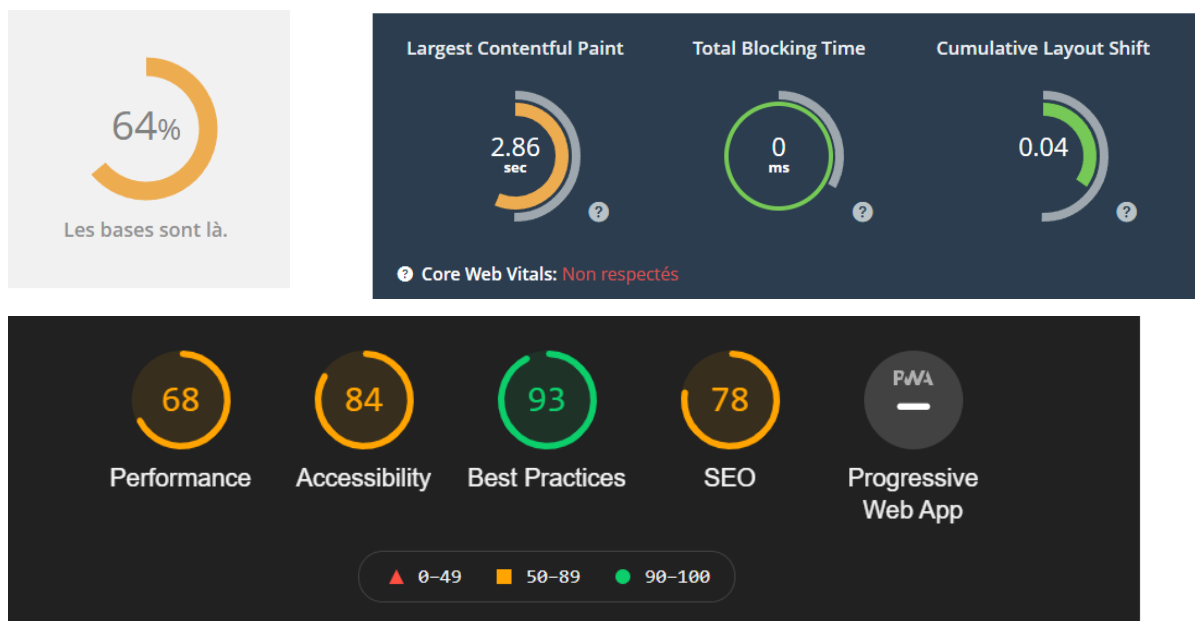 64%
Les bases sont là.
Largest Contentful Paint
2.86
sec
?
Total Blocking Time
0
ms
?
Cumulative Layout Shift
0.04
?
? Core Web Vitals: Non respectés
68
Performance
84
Accessibility
93
Best Practices
78
SEO
PWA
Progressive
Web App
0–49
50–89
90–100